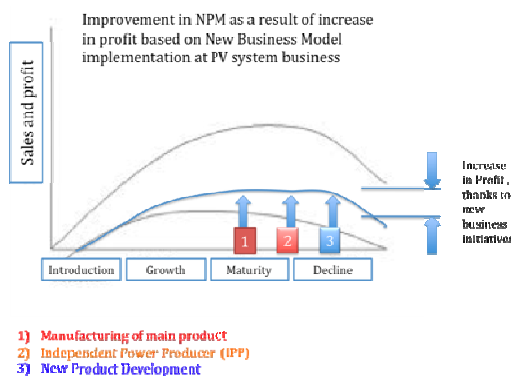 Improvement in NPM as a result of increase
in profit based on New Business Model
implementation at PV system business
Sales and profit
Increase
in Profit,
thanks to
new
business
initiatives
1
2
3
Introduction
Growth
Maturity
Decline
1) Manufacturing of main product
2) Independent Power Producer (IPP)
3) New Product Development